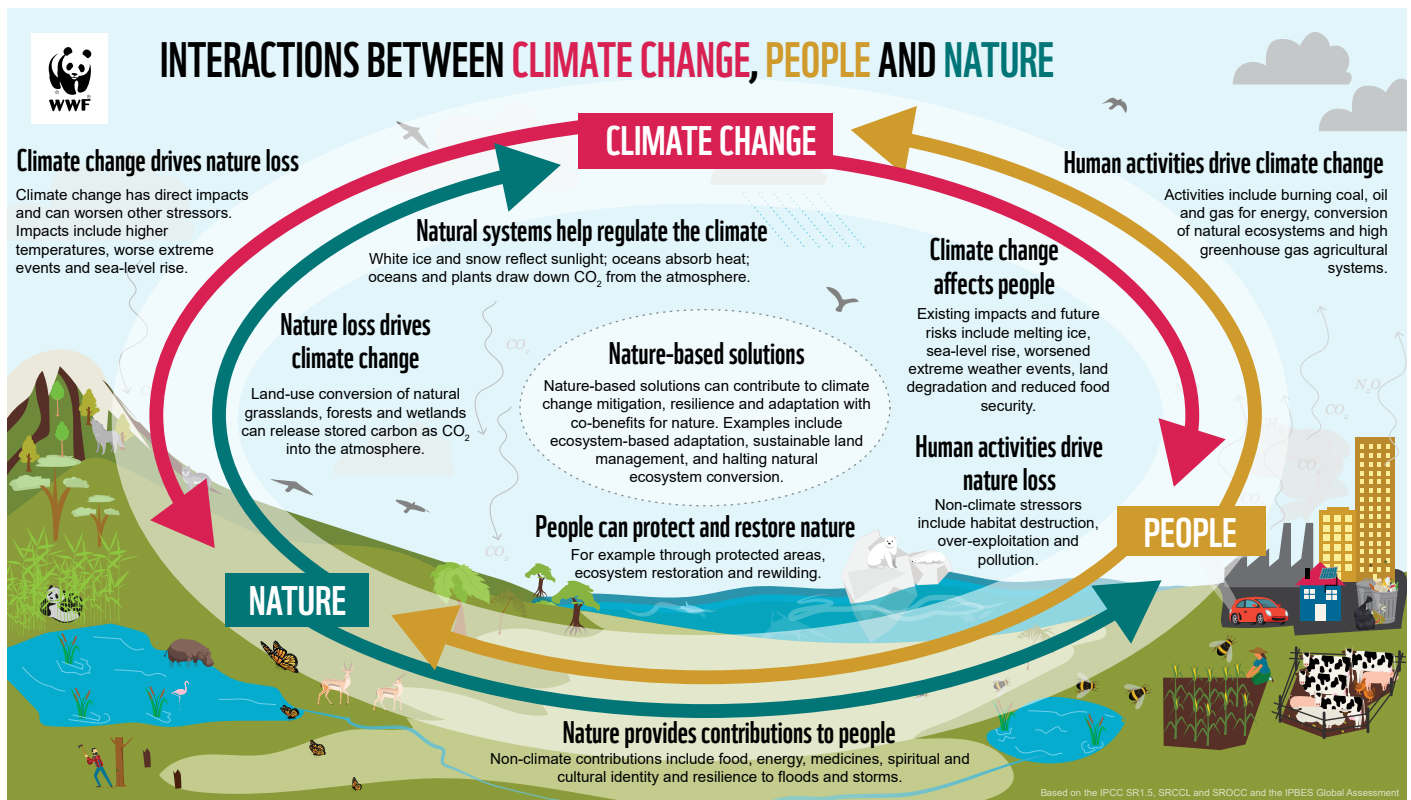 INTERACTIONS BETWEEN CLIMATE CHANGE, PEOPLE AND NATURE
WWF
CLIMATE CHANGE
Climate change drives nature loss
Climate change has direct impacts
and can worsen other stressors.
Impacts include higher
temperatures, worse extreme
events and sea-level rise.
Human activities drive climate change
Activities include burning coal, oil
and gas for energy, conversion
of natural ecosystems and high
greenhouse gas agricultural
systems.
Natural systems help regulate the climate
White ice and snow reflect sunlight; oceans absorb heat;
oceans and plants draw down CO₂ from the atmosphere.
Climate change
affects people
Existing impacts and future
risks include melting ice,
sea-level rise, worsened
extreme weather events, land
degradation and reduced food
security.
Nature loss drives
climate change
Land-use conversion of natural
grasslands, forests and wetlands
can release stored carbon as CO₂
into the atmosphere.
CO₂
Nature-based solutions
Nature-based solutions can contribute to climate
change mitigation, resilience and adaptation with
co-benefits for nature. Examples include
ecosystem-based adaptation, sustainable land
management, and halting natural
ecosystem conversion.
N₂O
CO₂
CO₂
Human activities drive
nature loss
Non-climate stressors
include habitat destruction,
over-exploitation and
pollution.
People can protect and restore nature
For example through protected areas,
ecosystem restoration and rewilding.
CO₂
PEOPLE
NATURE
Nature provides contributions to people
Non-climate contributions include food, energy, medicines, spiritual and
cultural identity and resilience to floods and storms.
Based on the IPCC SR1.5, SRCCL and SROCC and the IPBES Global Assessment